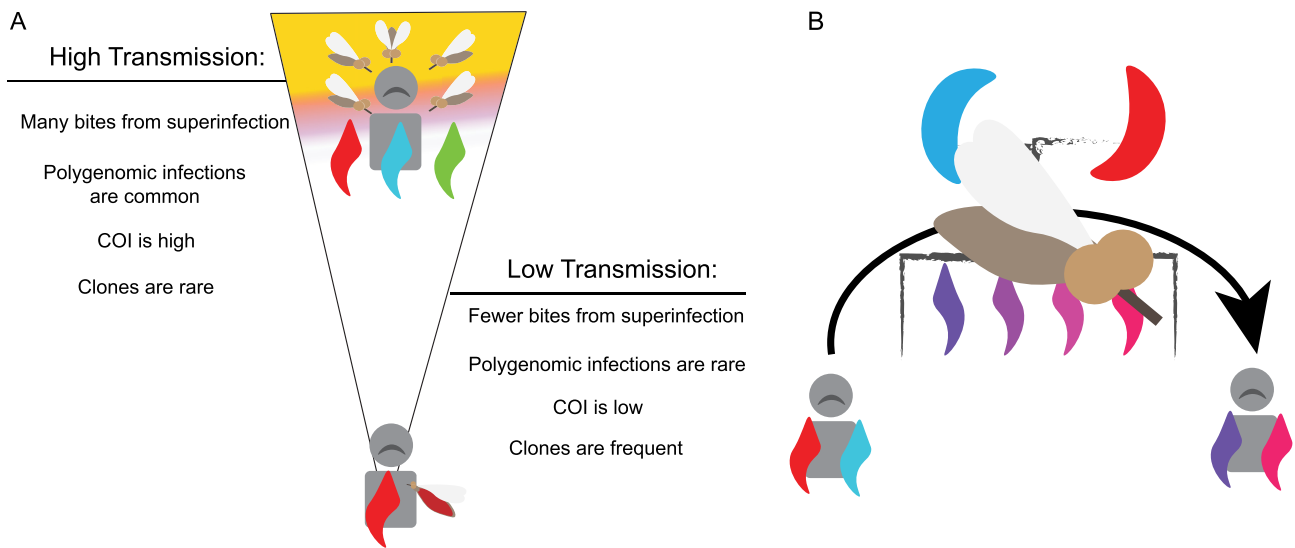 A
High Transmission:
Many bites from superinfection
Polygenomic infections
are common
COI is high
Clones are rare
Low Transmission:
Fewer bites from superinfection
Polygenomic infections are rare
COI is low
Clones are frequent
B